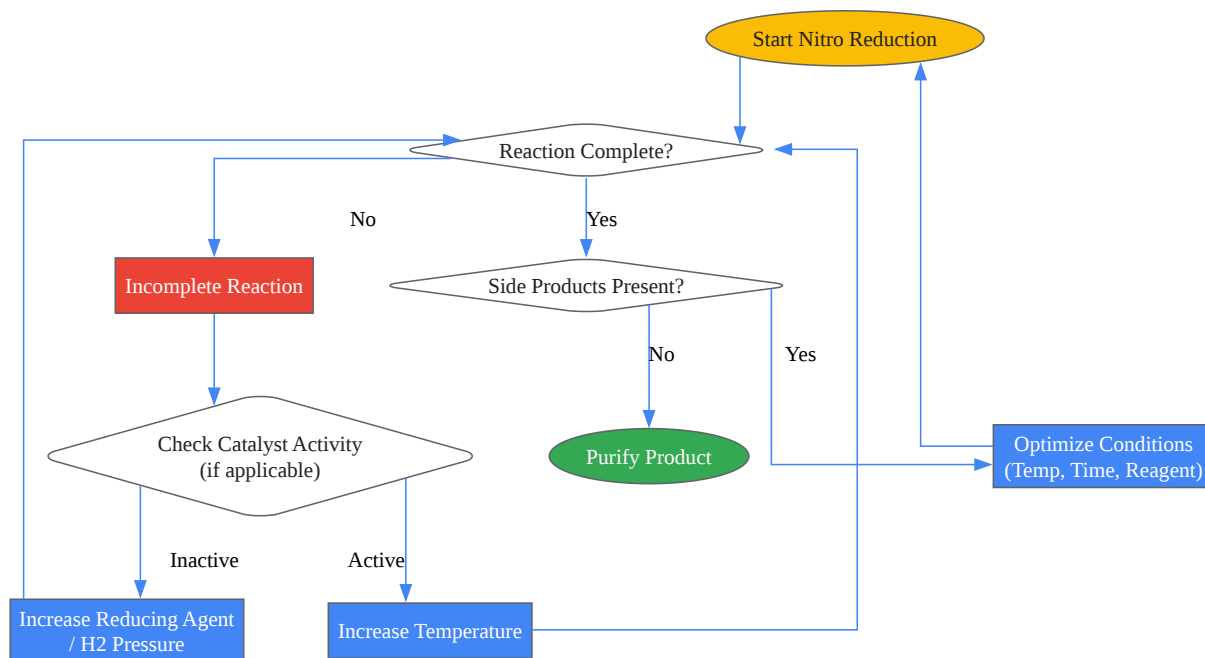 Start Nitro Reduction
Reaction Complete?
No
Yes
Incomplete Reaction
Side Products Present?
No
Yes
Check Catalyst Activity
(if applicable)
Purify Product
Optimize Conditions
(Temp, Time, Reagent)
Inactive
Active
Increase Reducing Agent
/ H2 Pressure
Increase Temperature